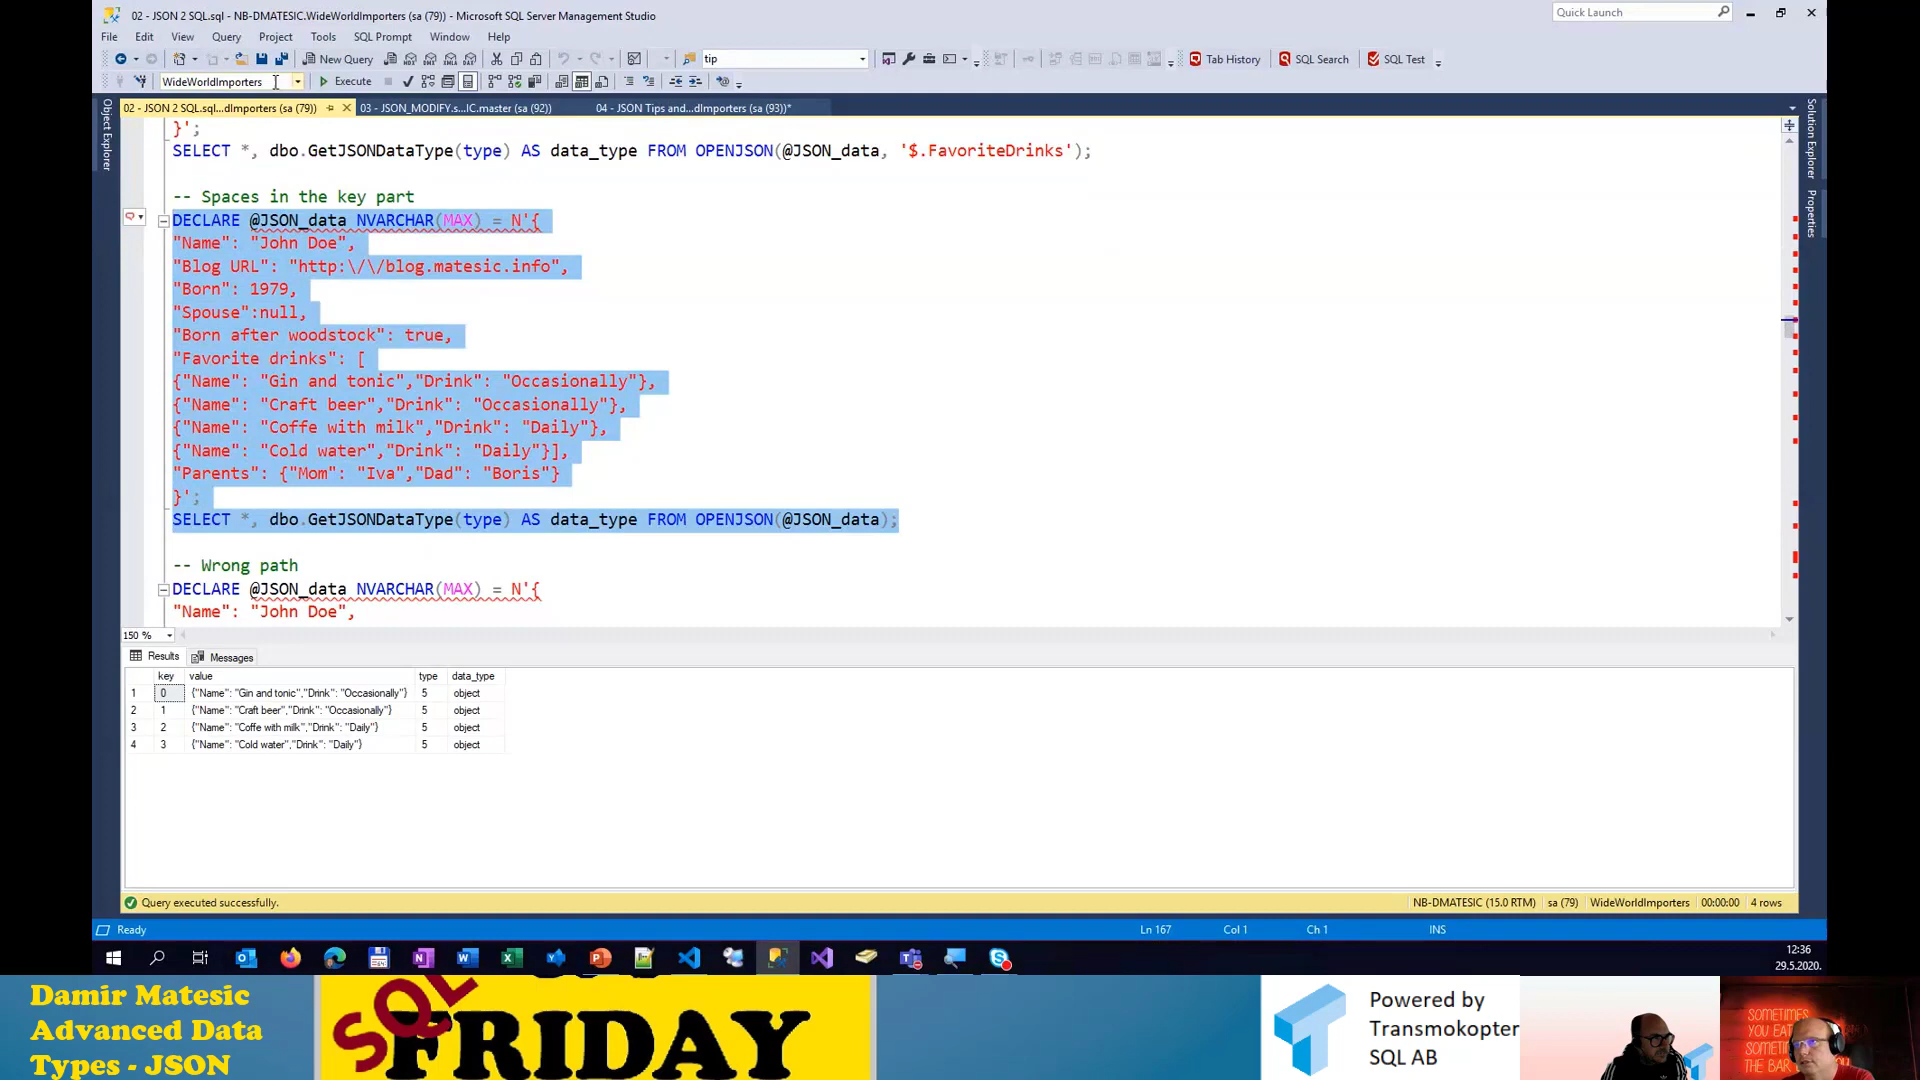 02 - JSON 2 SQL.sql - NB-DMATESIC.WideWorldImporters (sa (79)) - Microsoft SQL Server Management Studio
Quick Launch
File Edit View Query Project Tools SQL Prompt Window Help
New Query
tip
Tab History
SQL Search
SQL Test
WideWorldImporters
Execute
02 - JSON 2 SQL.sql...dImporters (sa (79))
03 - JSON_MODIFY.s...IC.master (sa (92))
04 - JSON Tips and...dImporters (sa (93))*
Object Explorer
Solution Explorer
Properties
}';
SELECT *, dbo.GetJSONDataType(type) AS data_type FROM OPENJSON(@JSON_data, '$.FavoriteDrinks');
-- Spaces in the key part
DECLARE @JSON_data NVARCHAR(MAX) = N'{
"Name": "John Doe",
"Blog URL": "http:\/\/blog.matesic.info",
"Born": 1979,
"Spouse":null,
"Born after woodstock": true,
"Favorite drinks": [
{"Name": "Gin and tonic","Drink": "Occasionally"},
{"Name": "Craft beer","Drink": "Occasionally"},
{"Name": "Coffe with milk","Drink": "Daily"},
{"Name": "Cold water","Drink": "Daily"}],
"Parents": {"Mom": "Iva","Dad": "Boris"}
}';
SELECT *, dbo.GetJSONDataType(type) AS data_type FROM OPENJSON(@JSON_data);
-- Wrong path
DECLARE @JSON_data NVARCHAR(MAX) = N'{
"Name": "John Doe",
150 %
Results Messages
key value type data_type
1 0 {"Name": "Gin and tonic","Drink": "Occasionally"} 5 object
2 1 {"Name": "Craft beer","Drink": "Occasionally"} 5 object
3 2 {"Name": "Coffe with milk","Drink": "Daily"} 5 object
4 3 {"Name": "Cold water","Drink": "Daily"} 5 object
Query executed successfully.
NB-DMATESIC (15.0 RTM) sa (79) WideWorldImporters 00:00:00 4 rows
Ready
Ln 167 Col 1 Ch 1 INS
12:36
29.5.2020.
Damir Matesic
Advanced Data
Types - JSON
SQL
FRIDAY
Powered by
Transmokopter
SQL AB
SOMETIMES
YOU EAT
THE BAR